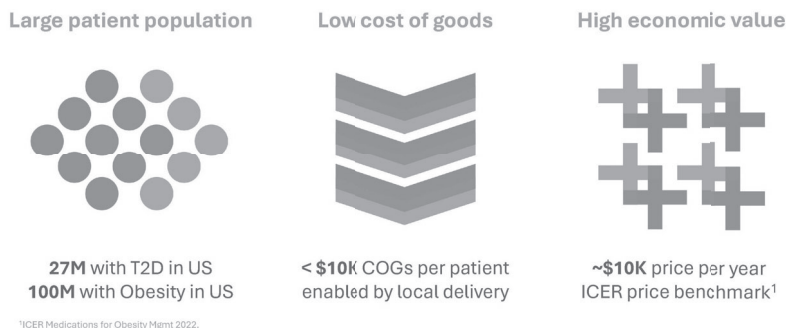 Large patient population
Low cost of goods
High economic value
27M with T2D in US
100M with Obesity in US
< $10K COGs per patient
enabled by local delivery
~$10K price per year
ICER price benchmark¹
¹ICER Medications for Obesity Mgmt 2022.